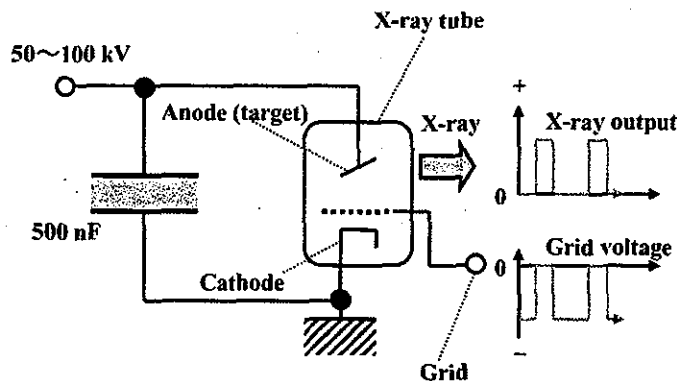 X-ray tube
50～100 kV
Anode (target)
X-ray
+
X-ray output
0
500 nF
Cathode
Grid voltage
0
−
Grid